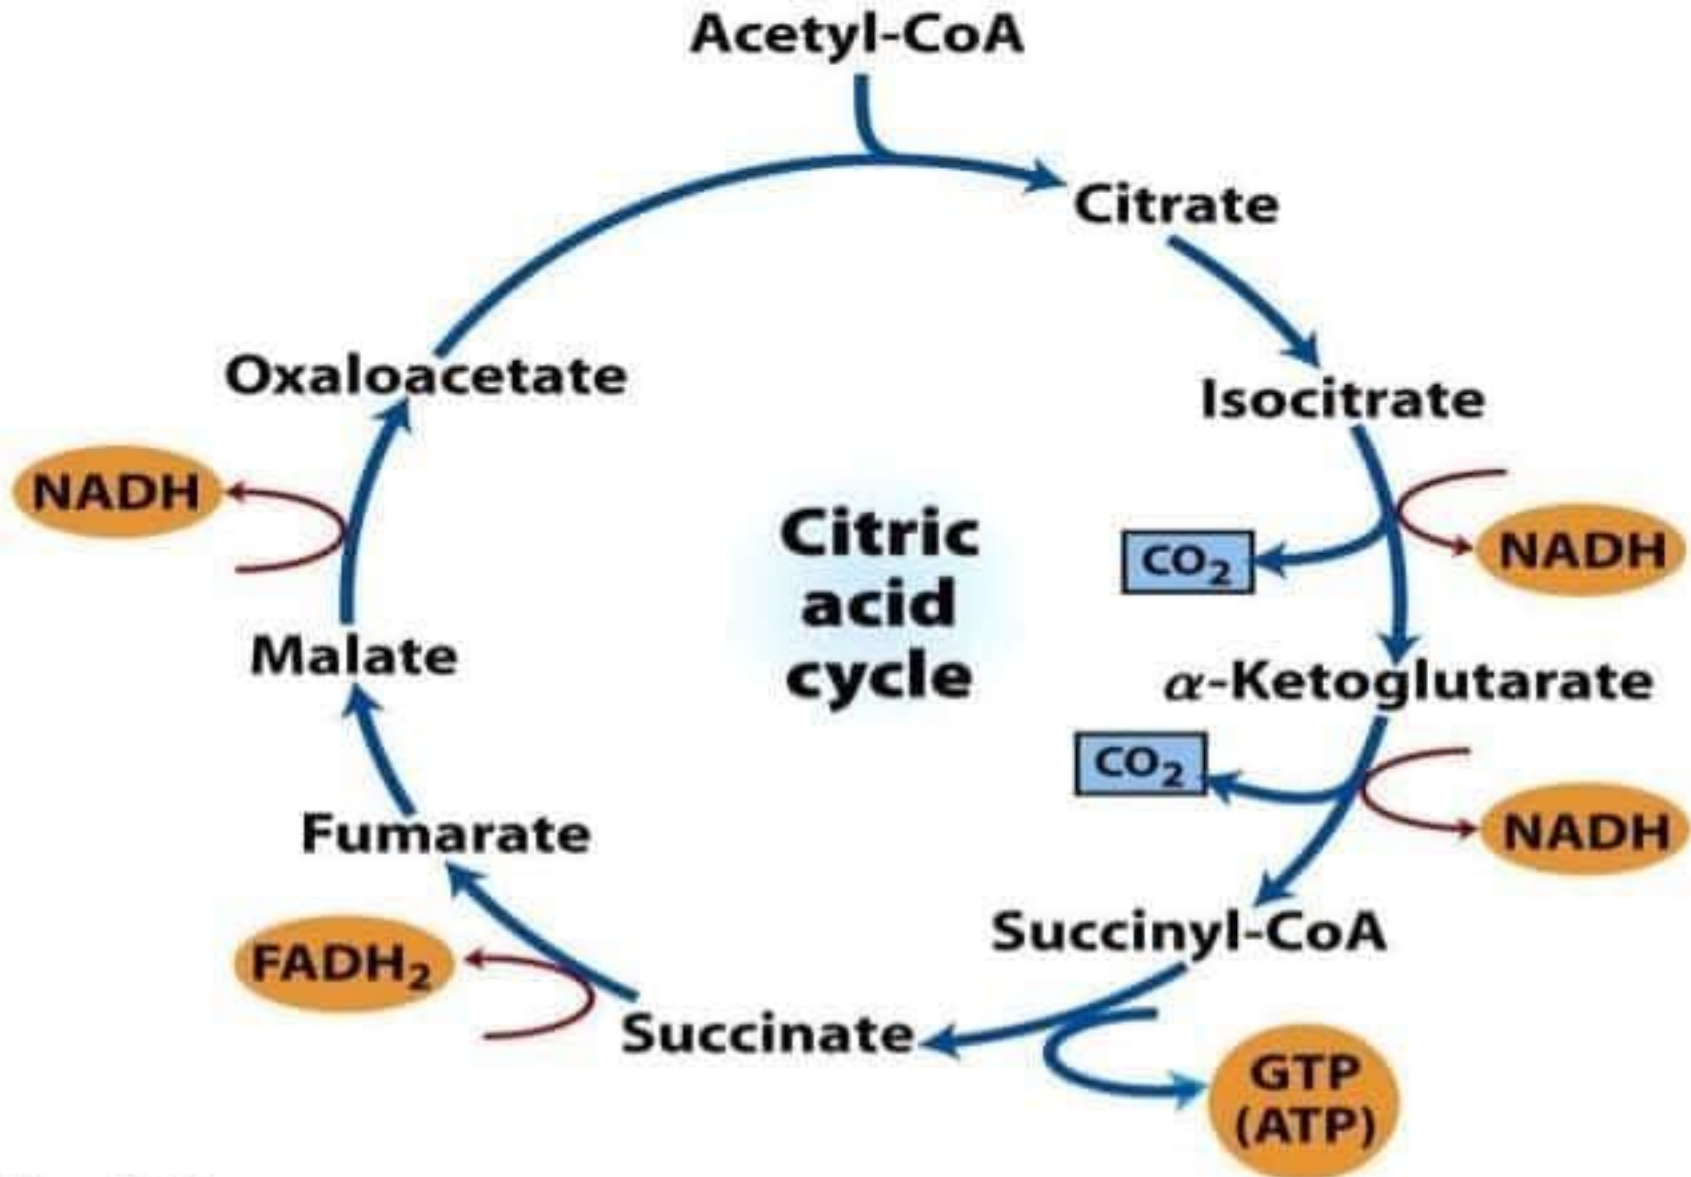 Acetyl-CoA
Citrate
Isocitrate
NADH
CO₂
α-Ketoglutarate
CO₂
NADH
Succinyl-CoA
GTP
(ATP)
Succinate
FADH₂
Fumarate
Malate
NADH
Oxaloacetate
Citric
acid
cycle